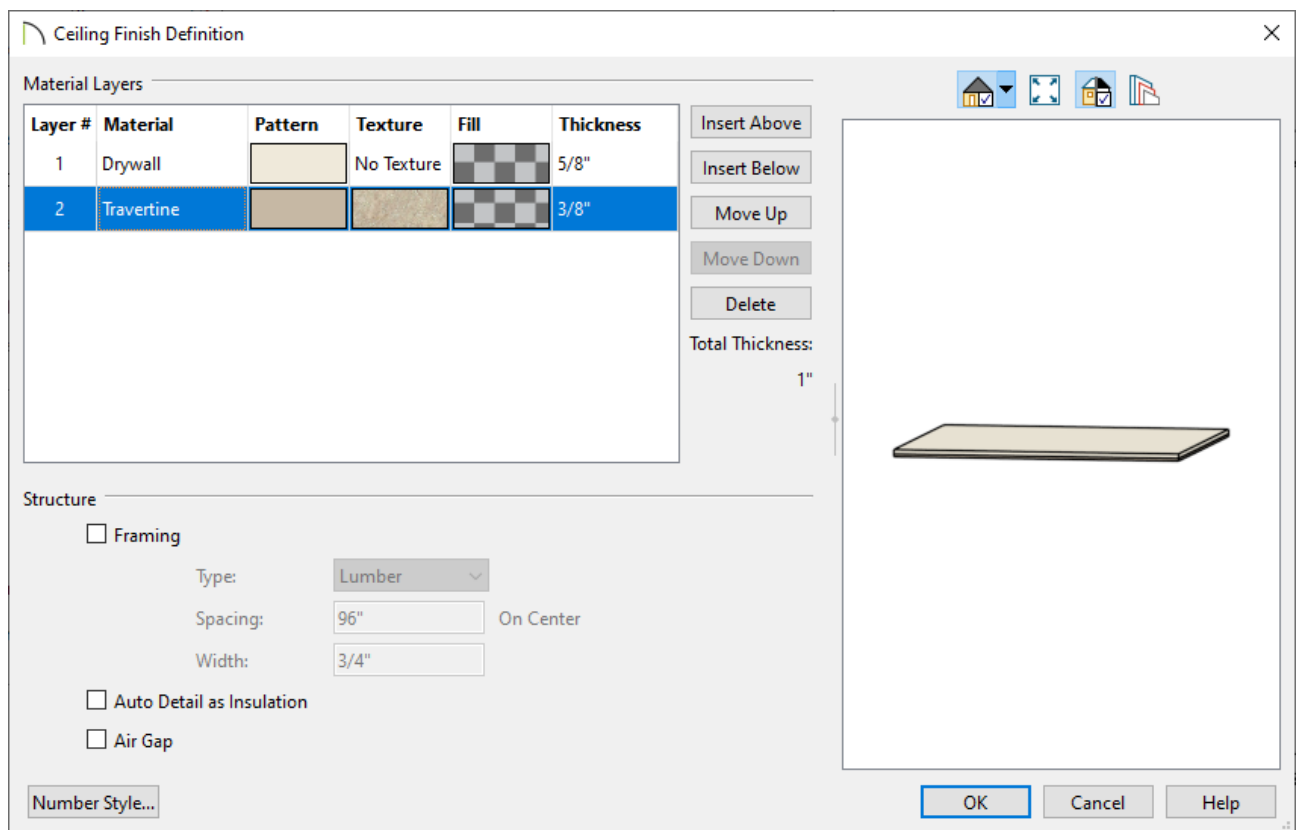 Ceiling Finish Definition
Material Layers
Layer # Material Pattern Texture Fill Thickness
1 Drywall No Texture 5/8"
2 Travertine 3/8"
Insert Above
Insert Below
Move Up
Move Down
Delete
Total Thickness:
1"
Structure
Framing
Type: Lumber
Spacing: 96" On Center
Width: 3/4"
Auto Detail as Insulation
Air Gap
Number Style...
OK Cancel Help